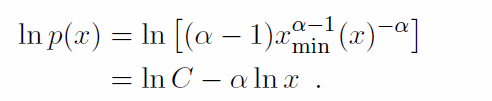 ln p(x) = ln [(α − 1)x_min^{α−1}(x)^{−α}]
= ln C − α ln x .